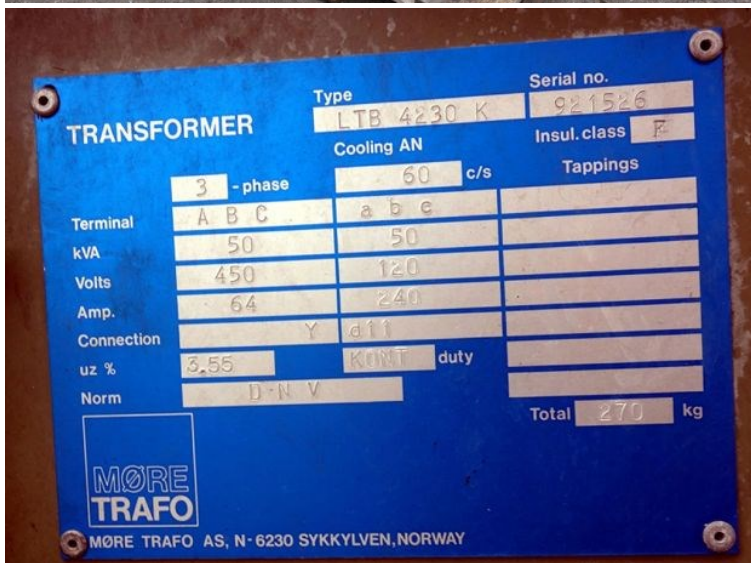 Type
Serial no.
TRANSFORMER
LTB 4230 K
921526
Cooling AN
Insul.class F
3 -phase
60 c/s
Tappings
Terminal A B C a b c
kVA 50 50
Volts 450 120
Amp. 64 240
Connection Y d11
uz % 3.55 KONT duty
Norm D-N V
Total 270 kg
MØRE
TRAFO
MØRE TRAFO AS, N-6230 SYKKYLVEN, NORWAY